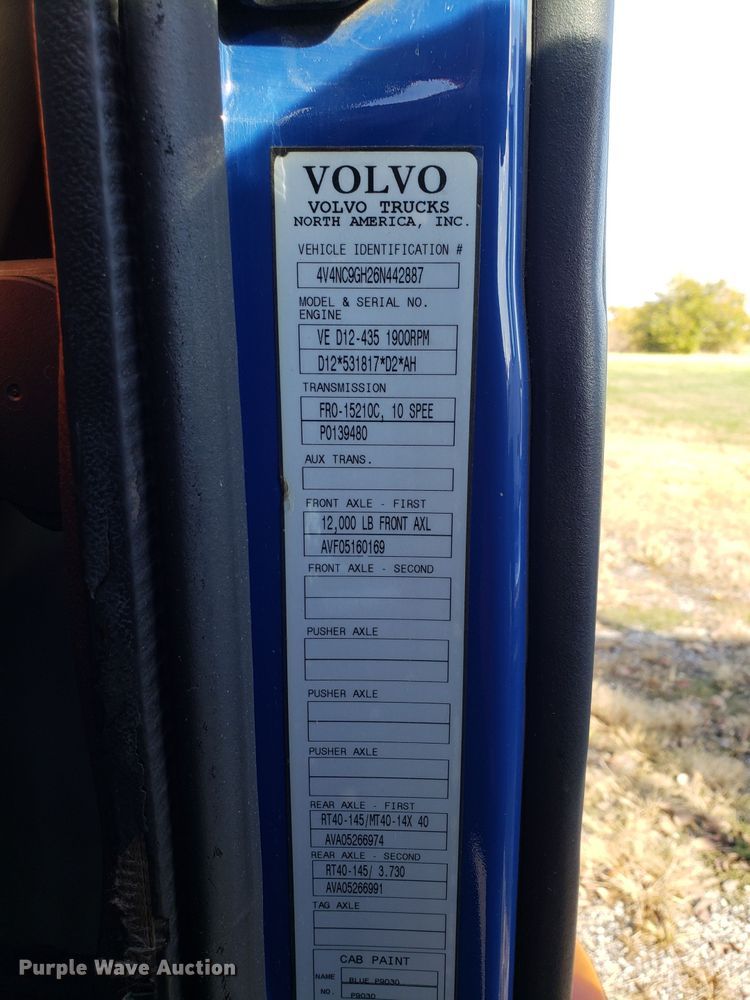 VOLVO
VOLVO TRUCKS
NORTH AMERICA, INC.
VEHICLE IDENTIFICATION #
4V4NC9GH26N442887
MODEL & SERIAL NO.
ENGINE
VE D12-435 1900RPM
D12*531817*D2*AH
TRANSMISSION
FRO-15210C, 10 SPEE
P0139480
AUX TRANS.
FRONT AXLE - FIRST
12,000 LB FRONT AXL
AVF05160169
FRONT AXLE - SECOND
PUSHER AXLE
PUSHER AXLE
PUSHER AXLE
REAR AXLE - FIRST
RT40-145/MT40-14X 40
AVA05266974
REAR AXLE - SECOND
RT40-145/ 3.730
AVA05266991
TAG AXLE
CAB PAINT
NAME BLUE P9030
NO. P9030
Purple Wave Auction